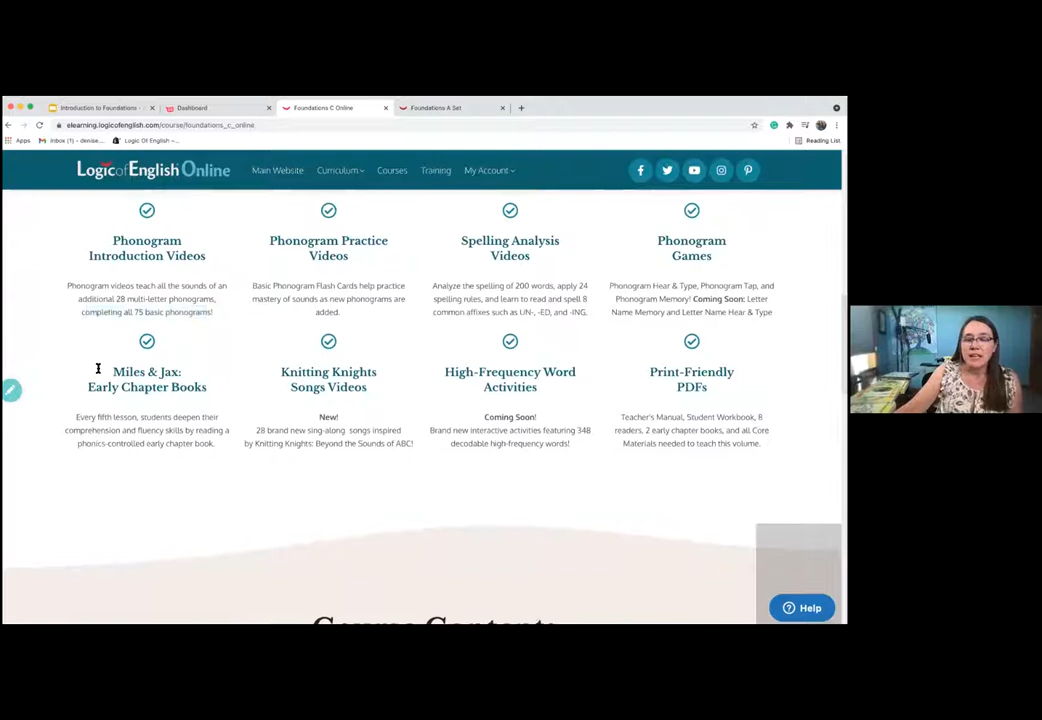 Introduction to Foundations -
Dashboard
Foundations C Online
Foundations A Set
elearning.logicofenglish.com/course/foundations_c_online
Apps
Inbox (1) - denise...
Logic Of English ~...
Reading List
Logic of English Online
Main Website
Curriculum
Courses
Training
My Account
Phonogram
Introduction Videos
Phonogram videos teach all the sounds of an
additional 28 multi-letter phonograms,
completing all 75 basic phonograms!
Phonogram Practice
Videos
Basic Phonogram Flash Cards help practice
mastery of sounds as new phonograms are
added.
Spelling Analysis
Videos
Analyze the spelling of 200 words, apply 24
spelling rules, and learn to read and spell 8
common affixes such as UN-, -ED, and -ING.
Phonogram
Games
Phonogram Hear & Type, Phonogram Tap, and
Phonogram Memory! Coming Soon: Letter
Name Memory and Letter Name Hear & Type
Miles & Jax:
Early Chapter Books
Every fifth lesson, students deepen their
comprehension and fluency skills by reading a
phonics-controlled early chapter book.
Knitting Knights
Songs Videos
New!
28 brand new sing-along songs inspired
by Knitting Knights: Beyond the Sounds of ABC!
High-Frequency Word
Activities
Coming Soon!
Brand new interactive activities featuring 348
decodable high-frequency words!
Print-Friendly
PDFs
Teacher's Manual, Student Workbook, 8
readers, 2 early chapter books, and all Core
Materials needed to teach this volume.
Help
Course Contents